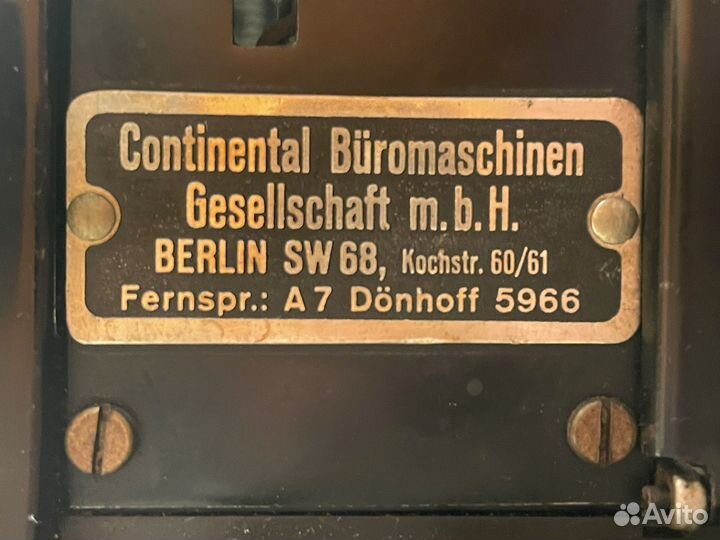 Continental Büromaschinen
Gesellschaft m.b.H.
BERLIN SW 68, Kochstr. 60/61
Fernspr.: A 7 Dönhoff 5966
Avito